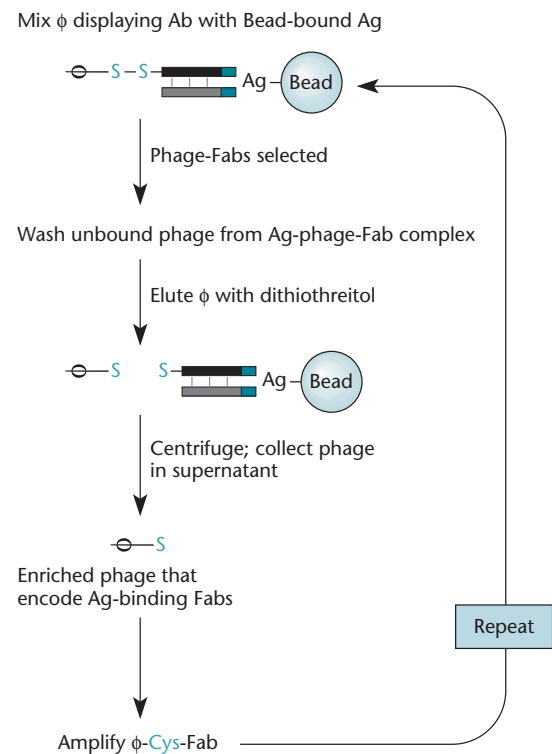 Mix ϕ displaying Ab with Bead-bound Ag
S–S
Ag
Bead
Phage-Fabs selected
Wash unbound phage from Ag-phage-Fab complex
Elute ϕ with dithiothreitol
S
S
Ag
Bead
Centrifuge; collect phage
in supernatant
S
Enriched phage that
encode Ag-binding Fabs
Repeat
Amplify ϕ-Cys-Fab